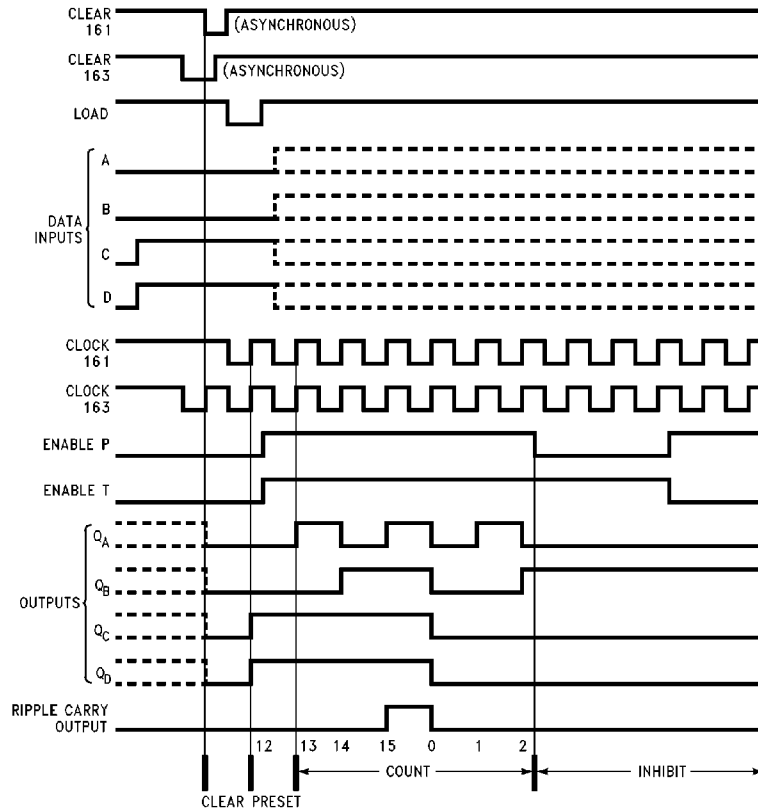 CLEAR
161
(ASYNCHRONOUS)
CLEAR
163
(ASYNCHRONOUS)
LOAD
A
B
DATA
INPUTS
C
D
CLOCK
161
CLOCK
163
ENABLE P
ENABLE T
QA
QB
OUTPUTS
QC
QD
RIPPLE CARRY
OUTPUT
12 13 14 15 0 1 2
COUNT INHIBIT
CLEAR PRESET